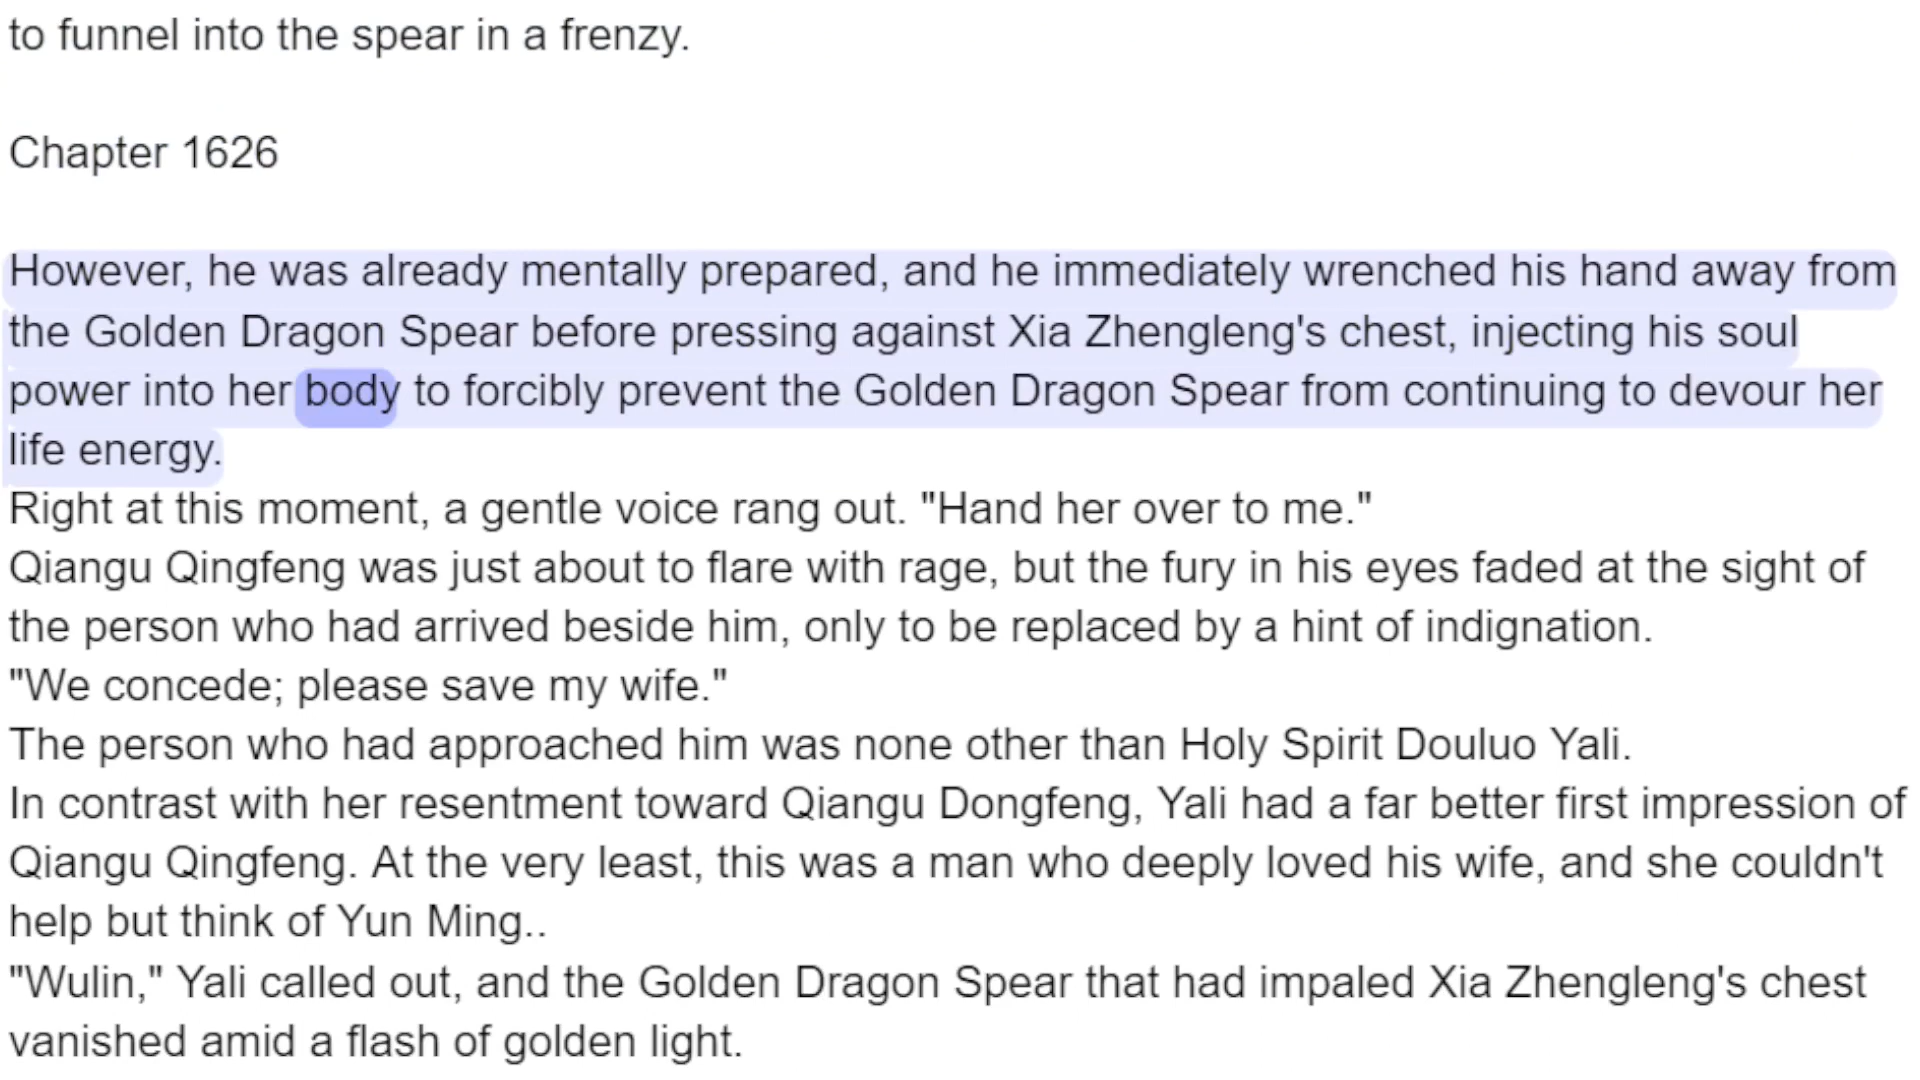 to funnel into the spear in a frenzy.
Chapter 1626
However, he was already mentally prepared, and he immediately wrenched his hand away from
the Golden Dragon Spear before pressing against Xia Zhengleng's chest, injecting his soul
power into her body to forcibly prevent the Golden Dragon Spear from continuing to devour her
life energy.
Right at this moment, a gentle voice rang out. "Hand her over to me."
Qiangu Qingfeng was just about to flare with rage, but the fury in his eyes faded at the sight of
the person who had arrived beside him, only to be replaced by a hint of indignation.
"We concede; please save my wife."
The person who had approached him was none other than Holy Spirit Douluo Yali.
In contrast with her resentment toward Qiangu Dongfeng, Yali had a far better first impression of
Qiangu Qingfeng. At the very least, this was a man who deeply loved his wife, and she couldn't
help but think of Yun Ming..
"Wulin," Yali called out, and the Golden Dragon Spear that had impaled Xia Zhengleng's chest
vanished amid a flash of golden light.